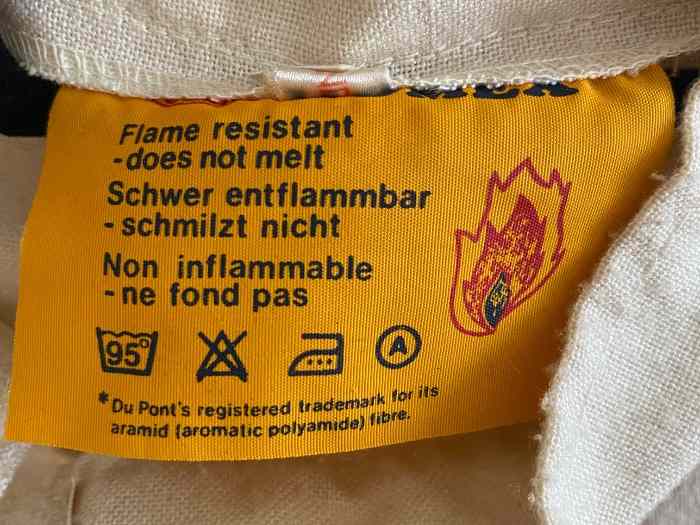 Flame resistant
-does not melt
Schwer entflammbar
- schmilzt nicht
Non inflammable
-ne fond pas
95°
A
*Du Pont's registered trademark for its
aramid (aromatic polyamide) fibre.